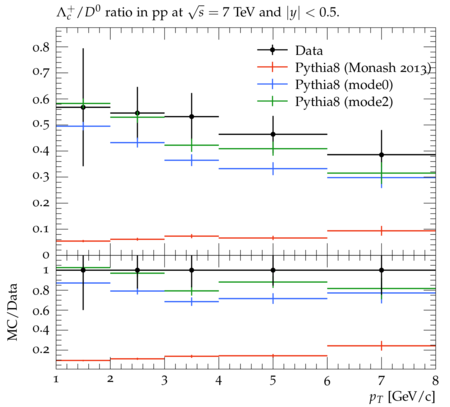 Λc+/D0 ratio in pp at √s = 7 TeV and |y| < 0.5.
0.8
0.7
0.6
0.5
0.4
0.3
0.2
0.1
0
Data
Pythia8 (Monash 2013)
Pythia8 (mode0)
Pythia8 (mode2)
MC/Data
1
0.8
0.6
0.4
0.2
1 2 3 4 5 6 7 8
pT [GeV/c]